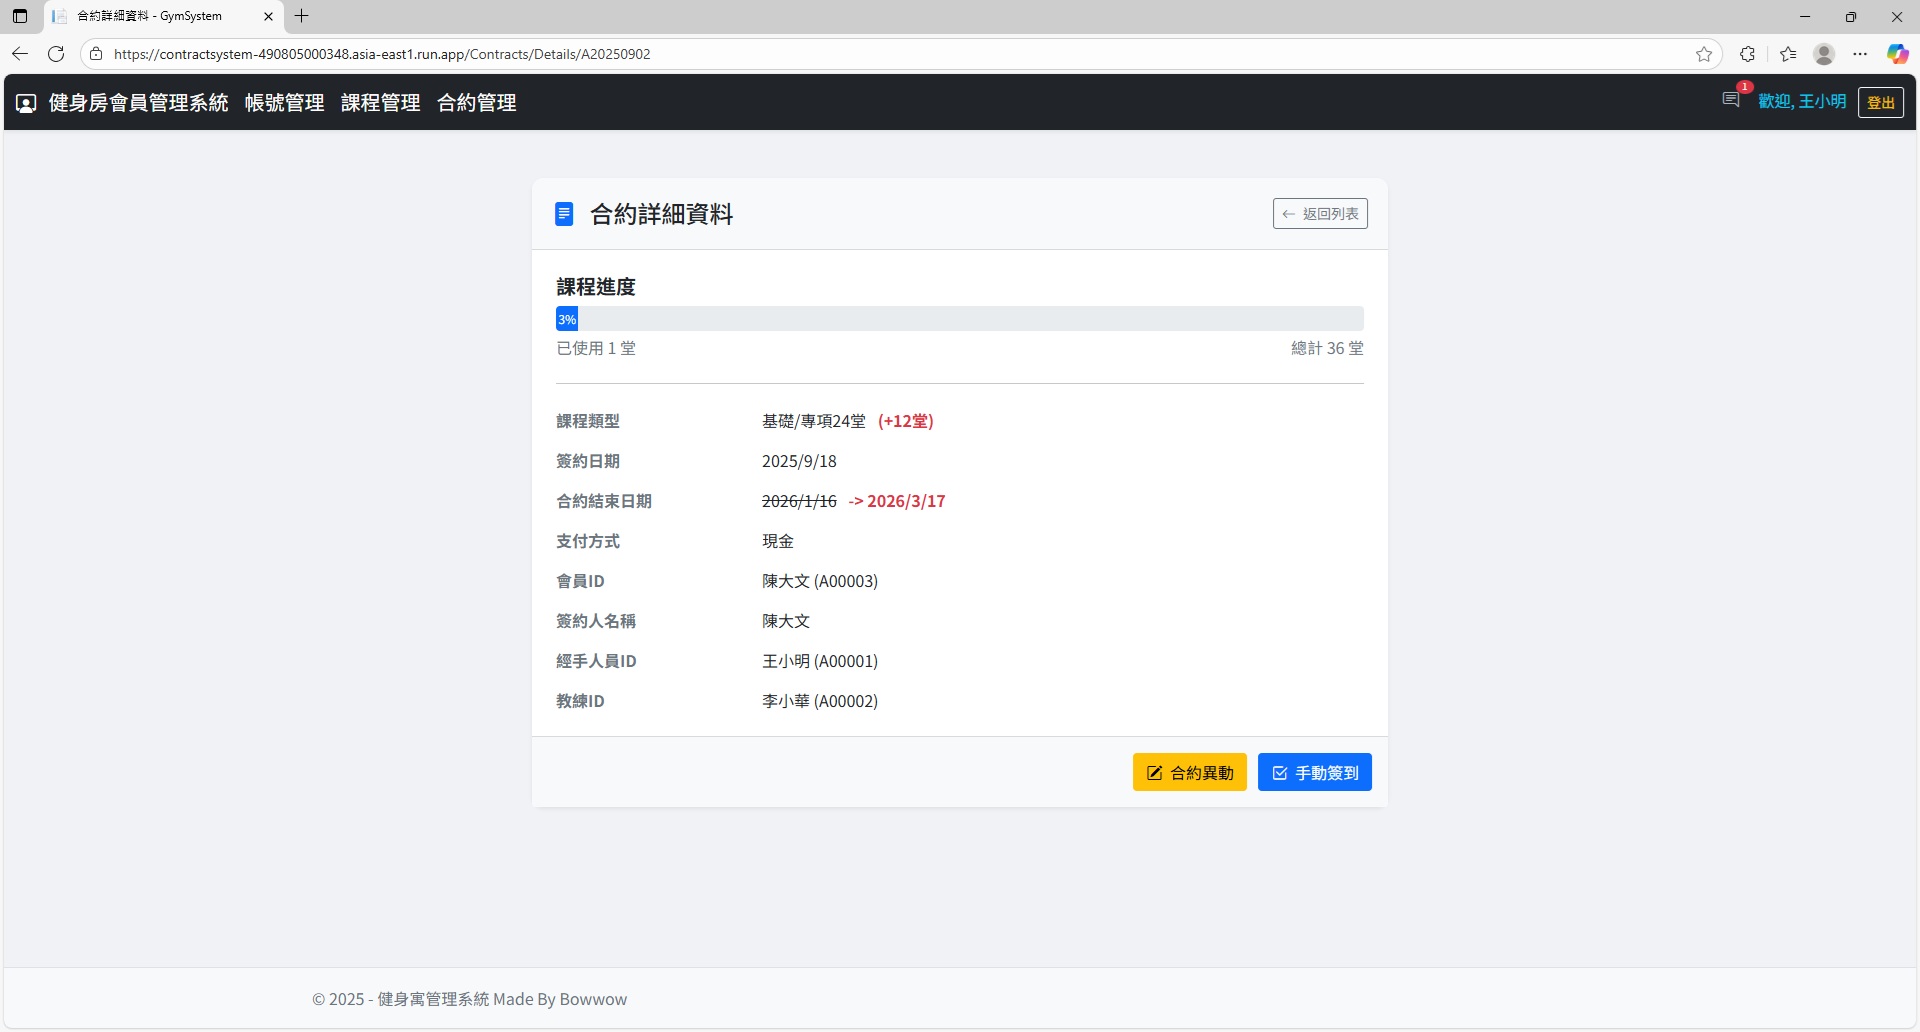 合約詳細資料 - GymSystem
https://contractsystem-490805000348.asia-east1.run.app/Contracts/Details/A20250902
健身房會員管理系統 帳號管理 課程管理 合約管理
1
歡迎, 王小明
登出
合約詳細資料
← 返回列表
課程進度
3%
已使用 1 堂
總計 36 堂
課程類型 基礎/專項24堂 (+12堂)
簽約日期 2025/9/18
合約結束日期 2026/1/16 -> 2026/3/17
支付方式 現金
會員ID 陳大文 (A00003)
簽約人名稱 陳大文
經手人員ID 王小明 (A00001)
教練ID 李小華 (A00002)
合約異動
手動簽到
© 2025 - 健身寓管理系統 Made By Bowwow